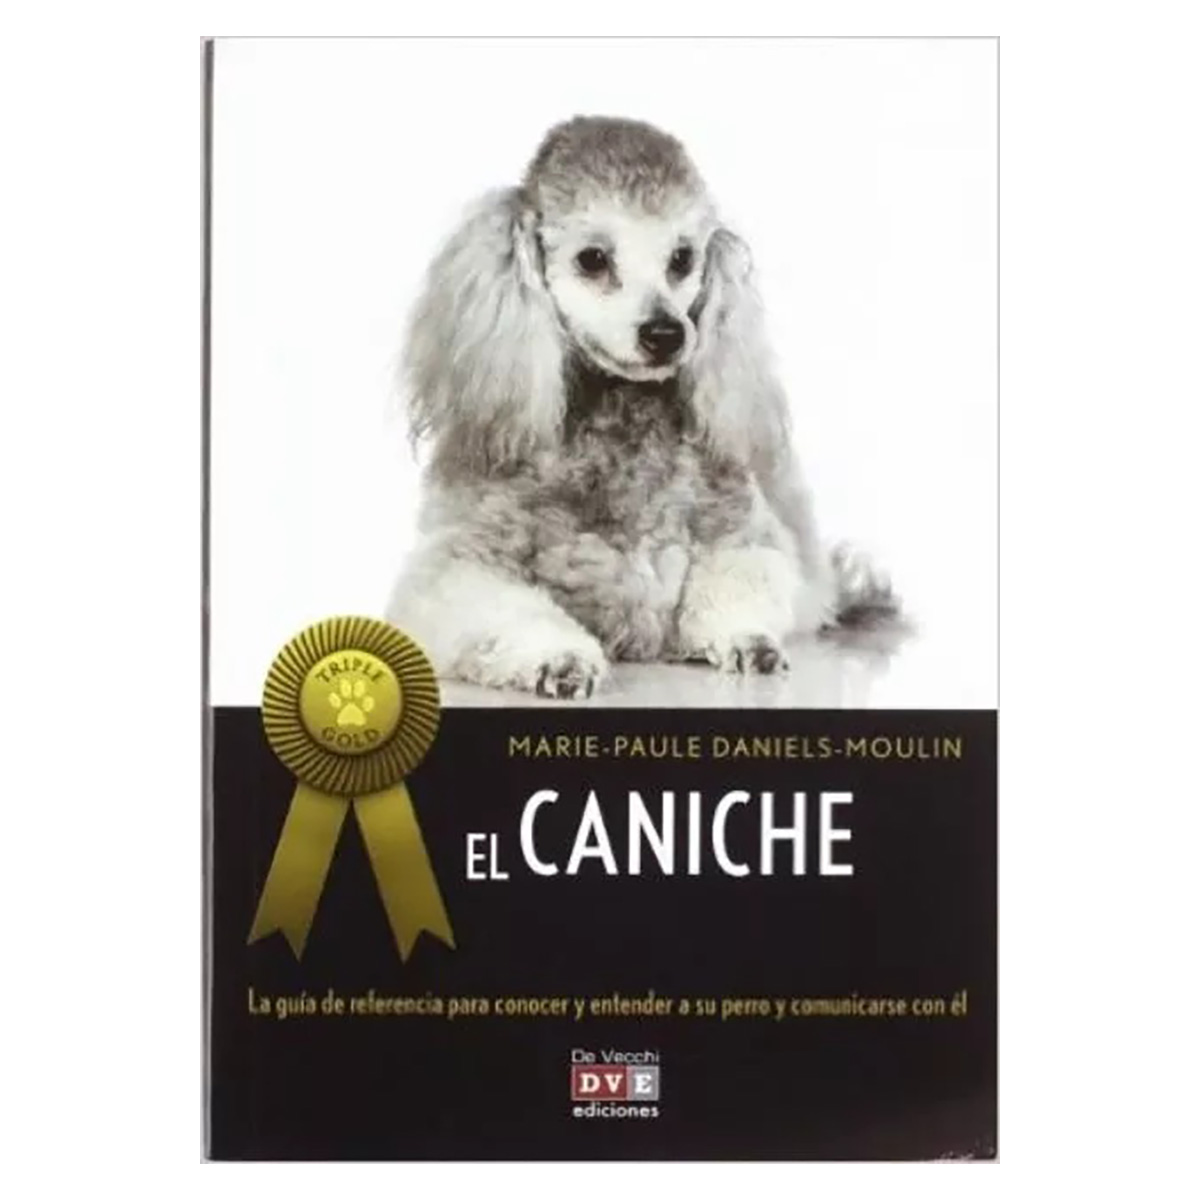 TRIPLE
GOLD
MARIE-PAULE DANIELS-MOULIN
EL CANICHE
La guía de referencia para conocer y entender a su perro y comunicarse con él
De Vecchi
DVE
ediciones